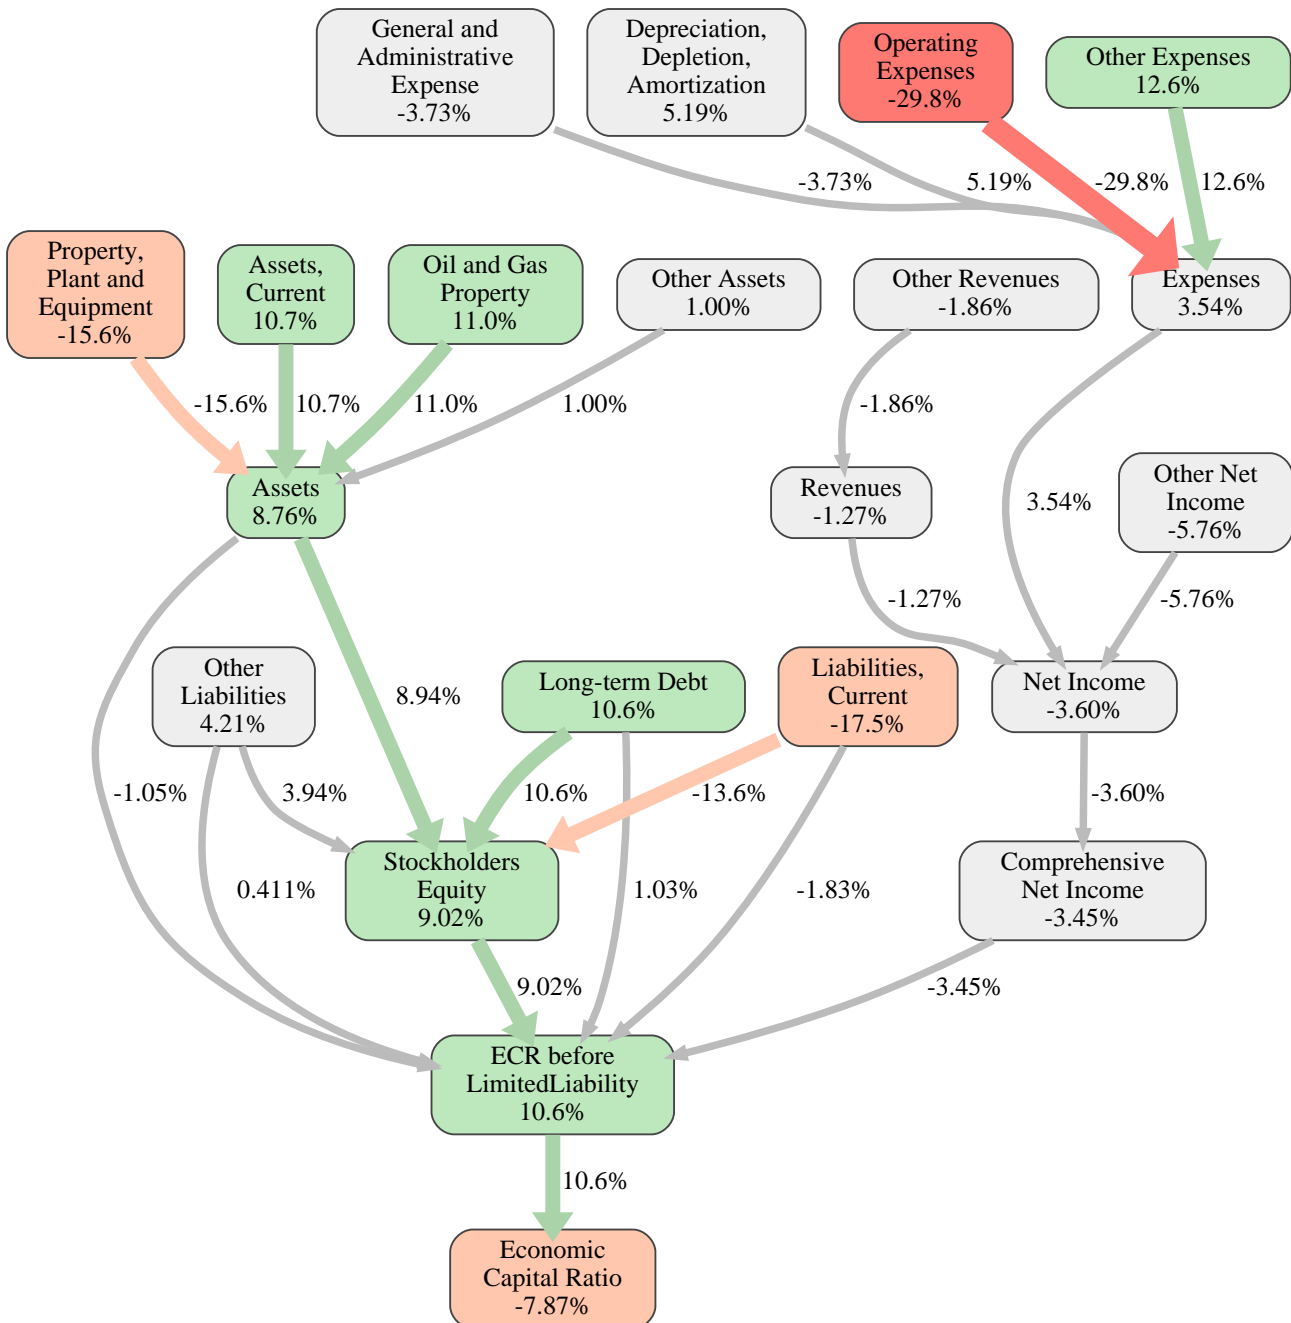 General and
Administrative
Expense
-3.73%
Depreciation,
Depletion,
Amortization
5.19%
Operating
Expenses
-29.8%
Other Expenses
12.6%
-3.73%
5.19%
-29.8%
12.6%
Property,
Plant and
Equipment
-15.6%
Assets,
Current
10.7%
Oil and Gas
Property
11.0%
Other Assets
1.00%
Other Revenues
-1.86%
Expenses
3.54%
-15.6%
10.7%
11.0%
1.00%
-1.86%
Assets
8.76%
Revenues
-1.27%
3.54%
Other Net
Income
-5.76%
-1.27%
-5.76%
Other
Liabilities
4.21%
8.94%
Long-term Debt
10.6%
Liabilities,
Current
-17.5%
Net Income
-3.60%
-1.05%
3.94%
10.6%
-13.6%
-3.60%
Stockholders
Equity
9.02%
0.411%
1.03%
-1.83%
Comprehensive
Net Income
-3.45%
9.02%
-3.45%
ECR before
LimitedLiability
10.6%
10.6%
Economic
Capital Ratio
-7.87%